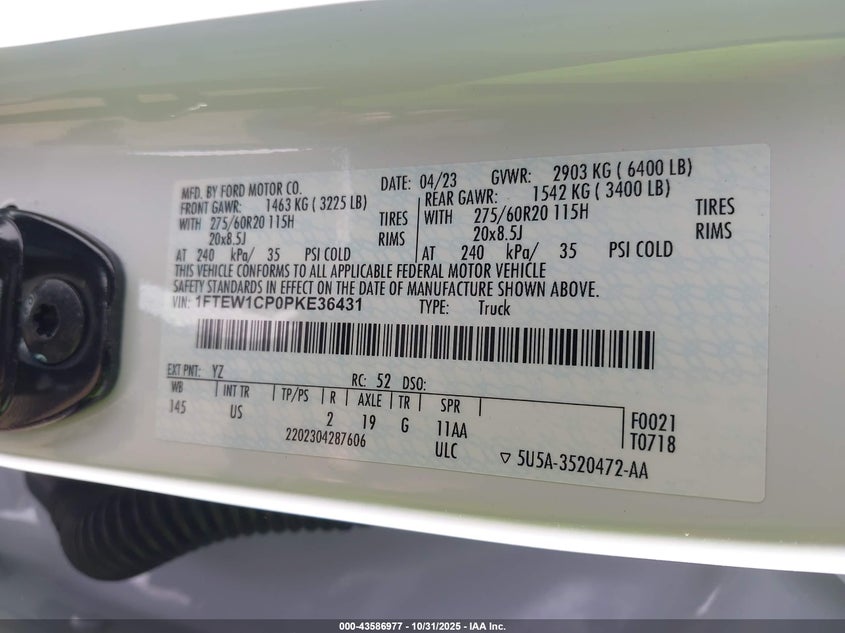 MFD. BY FORD MOTOR CO. DATE: 04/23 GVWR: 2903 KG ( 6400 LB)
FRONT GAWR: 1463 KG ( 3225 LB) REAR GAWR: 1542 KG ( 3400 LB)
WITH 275/60R20 115H TIRES WITH 275/60R20 115H TIRES
20x8.5J RIMS 20x8.5J RIMS
AT 240 kPa/ 35 PSI COLD AT 240 kPa/ 35 PSI COLD
THIS VEHICLE CONFORMS TO ALL APPLICABLE FEDERAL MOTOR VEHICLE
SAFETY STANDARDS IN EFFECT ON THE DATE OF MANUFACTURE SHOWN ABOVE.
VIN: 1FTEW1CP0PKE36431 TYPE: Truck
EXT PNT: YZ RC: 52 DSO:
WB INT TR TP/PS R AXLE TR SPR
145 US 2 19 G 11AA F0021
2202304287606 ULC T0718
▽ 5U5A-3520472-AA
000-43586977 - 10/31/2025 - IAA Inc.